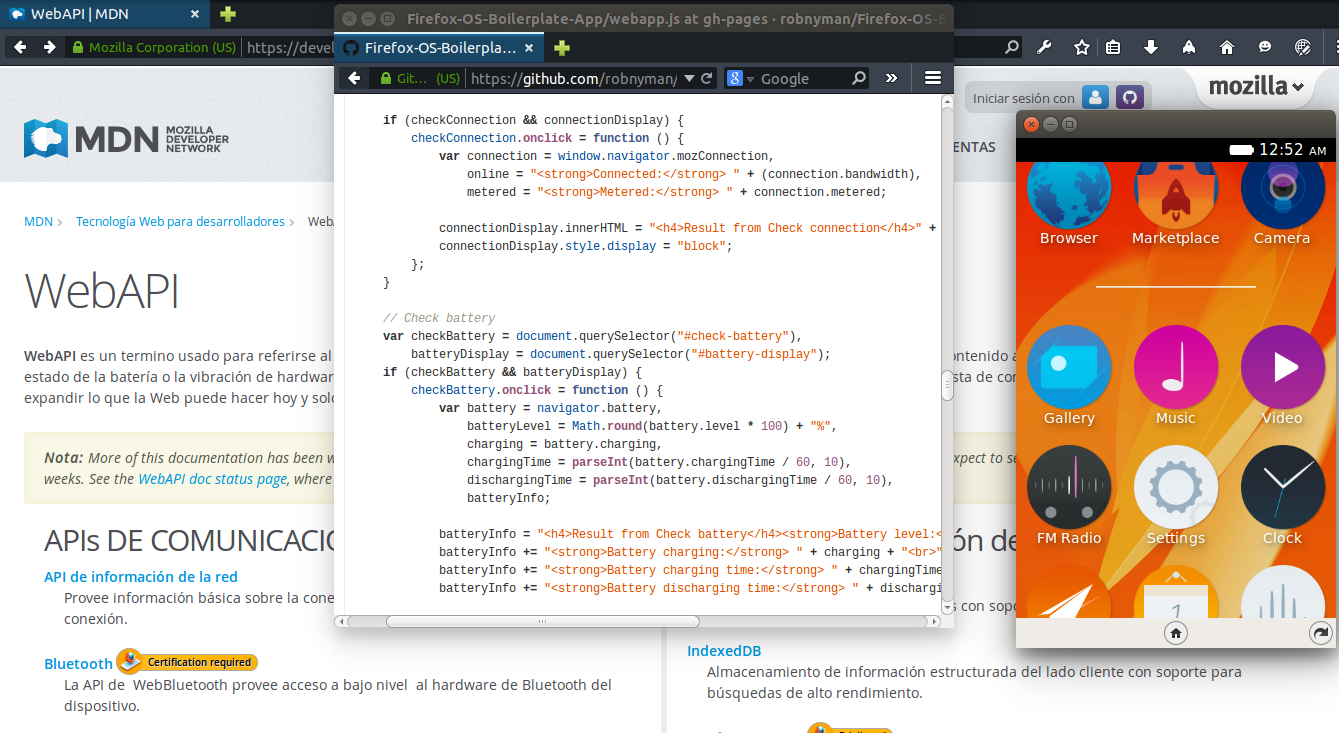 WebAPI | MDN
Mozilla Corporation (US)
https://devel
Iniciar sesión con
mozilla
MDN
MOZILLA
DEVELOPER
NETWORK
ENTAS
MDN
Tecnología Web para desarrolladores
WebA
WebAPI
WebAPI es un termino usado para referirse al
ontenido a
estado de la batería o la vibración de hardwar
sta de con
expandir lo que la Web puede hacer hoy y solo
Nota: More of this documentation has been w
xpect to se
weeks. See the WebAPI doc status page, where
APIs DE COMUNICACIÓ
ón de
API de información de la red
Provee información básica sobre la cone
conexión.
s con sopo
Bluetooth
Certification required
La API de WebBluetooth provee acceso a bajo nivel al hardware de Bluetooth del
dispositivo.
IndexedDB
Almacenamiento de información estructurada del lado cliente con soporte para
búsquedas de alto rendimiento.
Firefox-OS-Boilerplate-App/webapp.js at gh-pages · robnyman/Firefox-OS-B
Firefox-OS-Boilerpla...
Git... (US)
https://github.com/robnyman/
Google
if (checkConnection && connectionDisplay) {
checkConnection.onclick = function () {
var connection = window.navigator.mozConnection,
online = "<strong>Connected:</strong> " + (connection.bandwidth),
metered = "<strong>Metered:</strong> " + connection.metered;
connectionDisplay.innerHTML = "<h4>Result from Check connection</h4>" +
connectionDisplay.style.display = "block";
};
}
// Check battery
var checkBattery = document.querySelector("#check-battery"),
batteryDisplay = document.querySelector("#battery-display");
if (checkBattery && batteryDisplay) {
checkBattery.onclick = function () {
var battery = navigator.battery,
batteryLevel = Math.round(battery.level * 100) + "%",
charging = battery.charging,
chargingTime = parseInt(battery.chargingTime / 60, 10),
dischargingTime = parseInt(battery.dischargingTime / 60, 10),
batteryInfo;
batteryInfo = "<h4>Result from Check battery</h4><strong>Battery level:<
batteryInfo += "<strong>Battery charging:</strong> " + charging + "<br>"
batteryInfo += "<strong>Battery charging time:</strong> " + chargingTime
batteryInfo += "<strong>Battery discharging time:</strong> " + dischargi
12:52 AM
Browser
Marketplace
Camera
Gallery
Music
Video
FM Radio
Settings
Clock
1